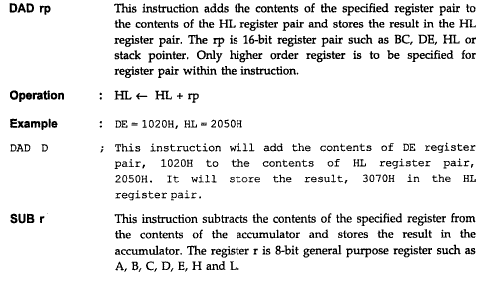 DAD rp This instruction adds the contents of the specified register pair to
the contents of the HL register pair and stores the result in the HL
register pair. The rp is 16-bit register pair such as BC, DE, HL or
stack pointer. Only higher order register is to be specified for
register pair within the instruction.
Operation : HL ← HL + rp
Example : DE = 1020H, HL = 2050H
DAD D ; This instruction will add the contents of DE register
pair, 1020H to the contents of HL register pair,
2050H. It will store the result, 3070H in the HL
register pair.
SUB r This instruction subtracts the contents of the specified register from
the contents of the accumulator and stores the result in the
accumulator. The register r is 8-bit general purpose register such as
A, B, C, D, E, H and L.